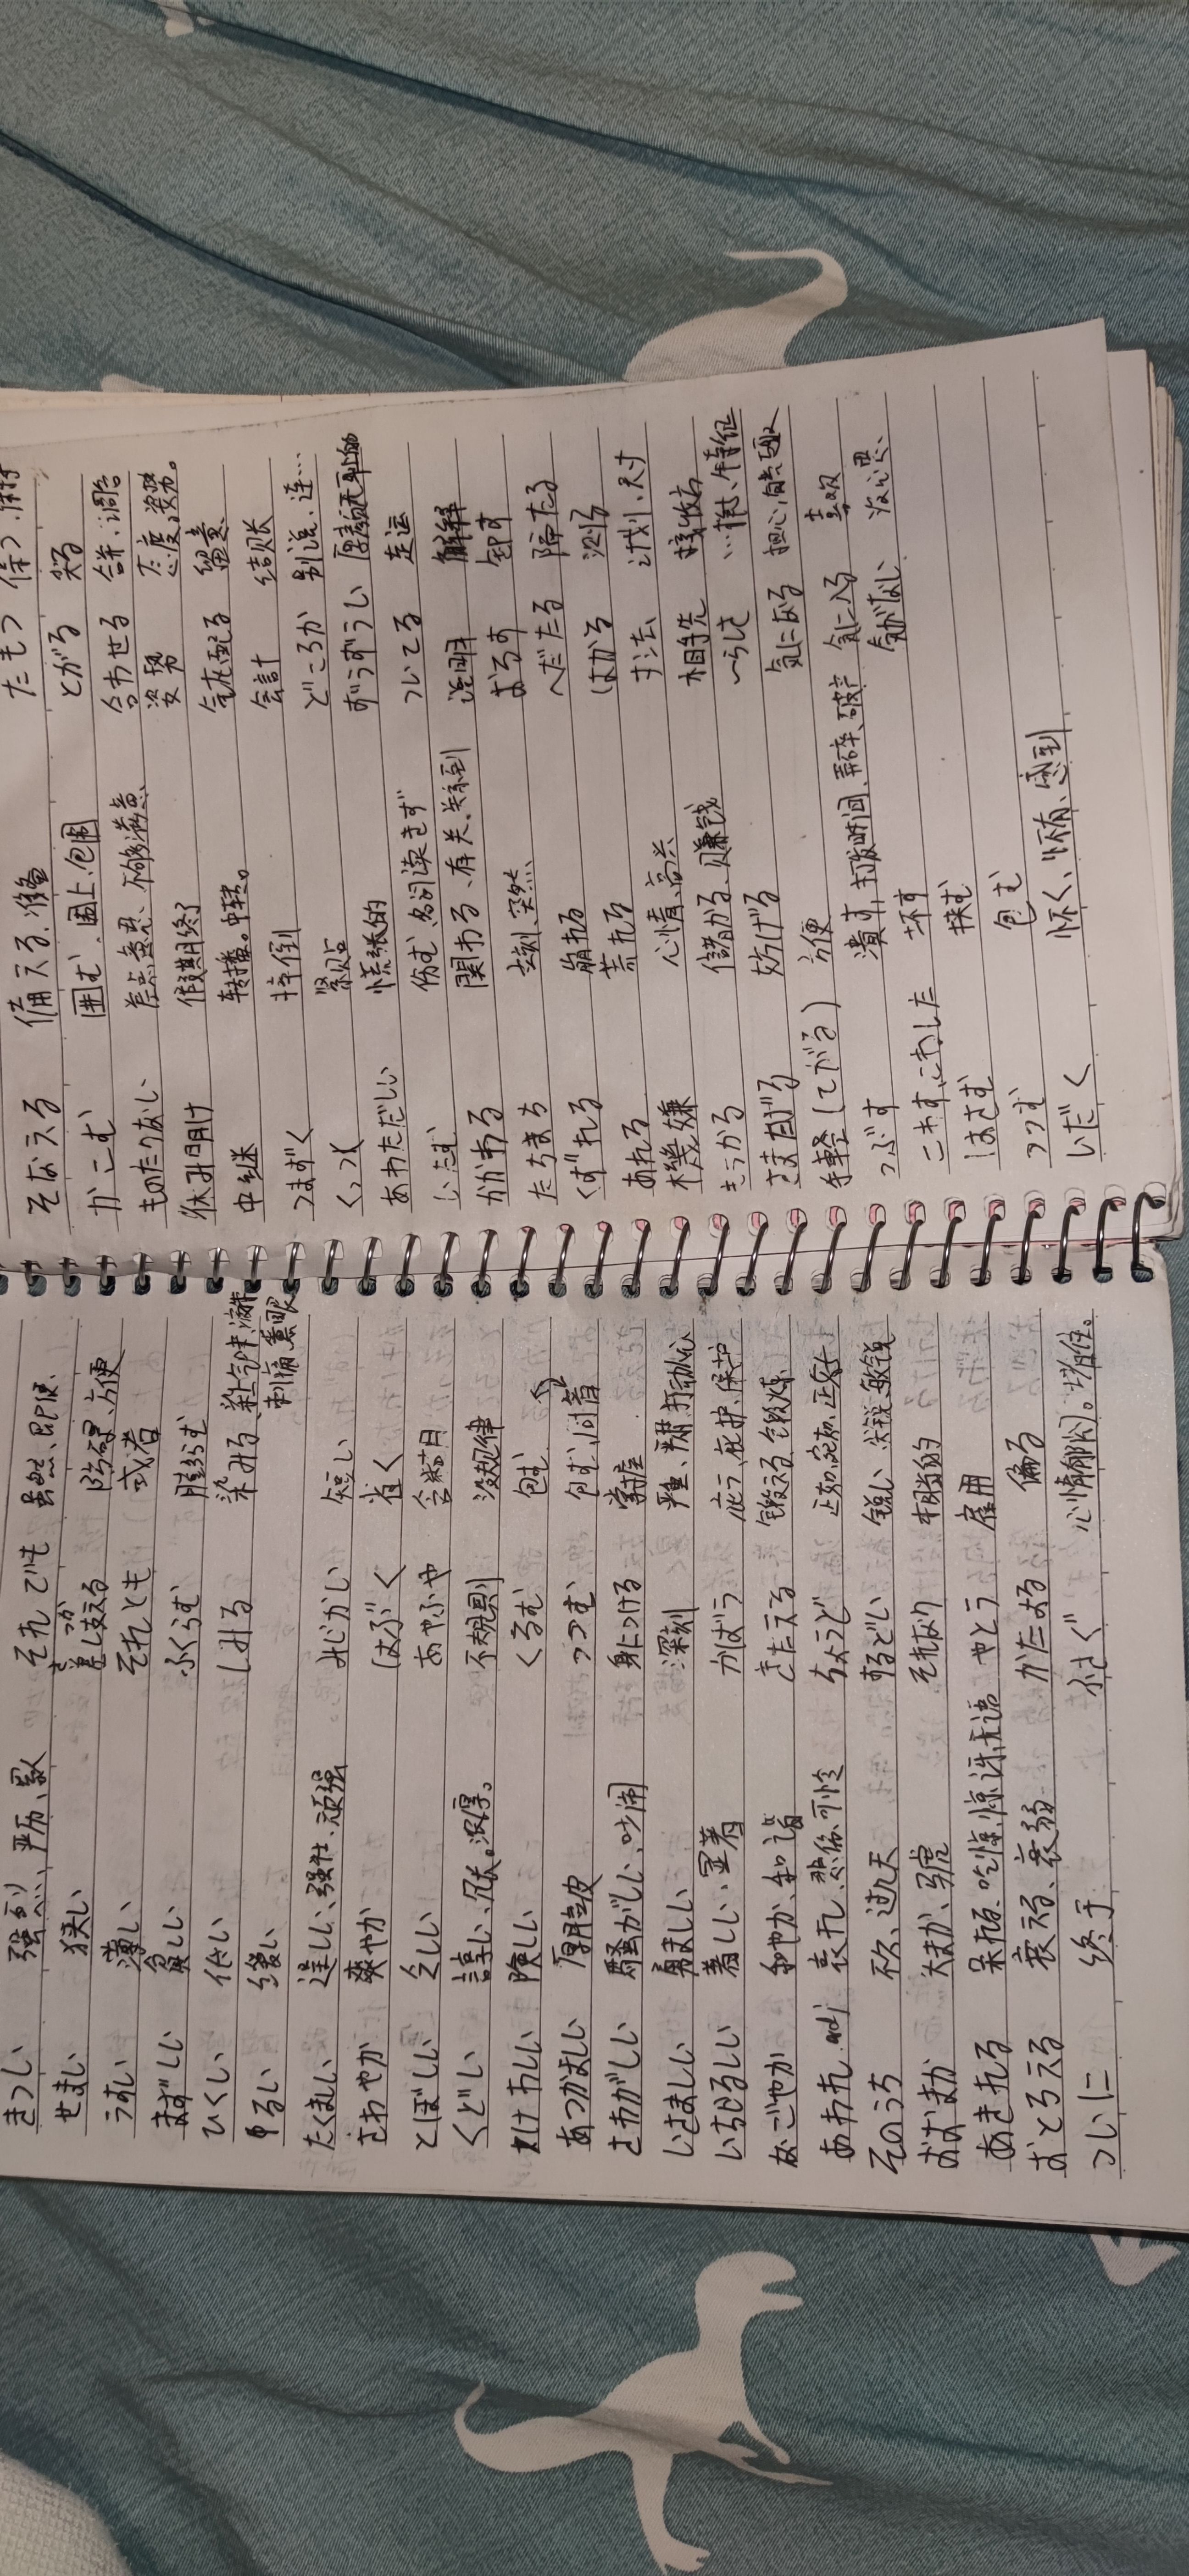 きつしい 强烈、严厉、累人
せまい 狭い
うすい 薄い
まずしい 貧しい
ひくい 低い
ゆるい 緩い
たくましい 逞しい、强壮、顽强
さわやか 爽やか
とぼしい 乏しい
くどい 諄い、冗长。浓厚。
けわしい 険しい
あつかましい 厚脸皮
さわがしい 騒がしい、吵闹
いさましい 勇ましい
いちじるしい 著しい、显著
なごやか 和やか、和谐
あわれ adj 哀れ、悲伤、可怜
そのうち 不久、过几天
おおまか 大まか、马虎
あきれる 呆れる、吃惊、惊讶、无语
おとろえる 衰える、衰弱
ついに 终于
それでも 虽然、即便、
さ つか
差し支える 妨碍、方便
それとも 或者
ふくらむ 膨らむ
しみる 染みる 染上
刺痛、熏眼
みじかい 短い
はぶく 省く
あやふや 含糊
不規則 没规律
くるむ 包む
つつむ 包む、同音
身につける 掌握
深刻 严重、严肃、打动人心
かばう 庇う、庇护、保护
きたえる 鍛える、锻炼
ちょうど 正如、宛如、正好
するどい 鋭い、尖锐、敏锐
それなり 相当的
やとう 雇用
かたよる 偏る
ふさぐ 心情郁闷。堵住。
そなえる 備える、准备
かこむ 囲む、围上、包围
ものたりない 差点意思、不够满意
休み明け 假期终了
中継 转播。中转。
つまずく 摔倒
くっつく 紧贴
あわただしい 慌张的
いたむ 伤む、名词读きず
かかわる 関わる、有关、关系到
たちまち 立刻、突然
くずれる 崩れる
あれる 荒れる
機嫌 心情、高兴
もうかる 儲かる、赚钱
さまたげる 妨げる
手軽(てがる) 方便
つぶす 潰す,打发时间、弄碎、破产
こわす、こわした 坏す
はさむ 挟む
つつむ 包む
いだく 怀く、怀有、感到
たもつ 保つ、保持
とがる 尖る
合わせる 合并、调合
姿勢 态度、姿势。
気を配る 留意
会計 结账
どころか 别说、连…
ずうずうしい 厚颜无耻的
ついてる 走运
说明 解释
おろす 卸す
へだたる 隔たる
はかる 测る
寸法 计划、尺寸
相手先 接收方
〜らしさ …样、特征
気になる 担心,有兴趣
気に入る 喜欢
気がない 没心思